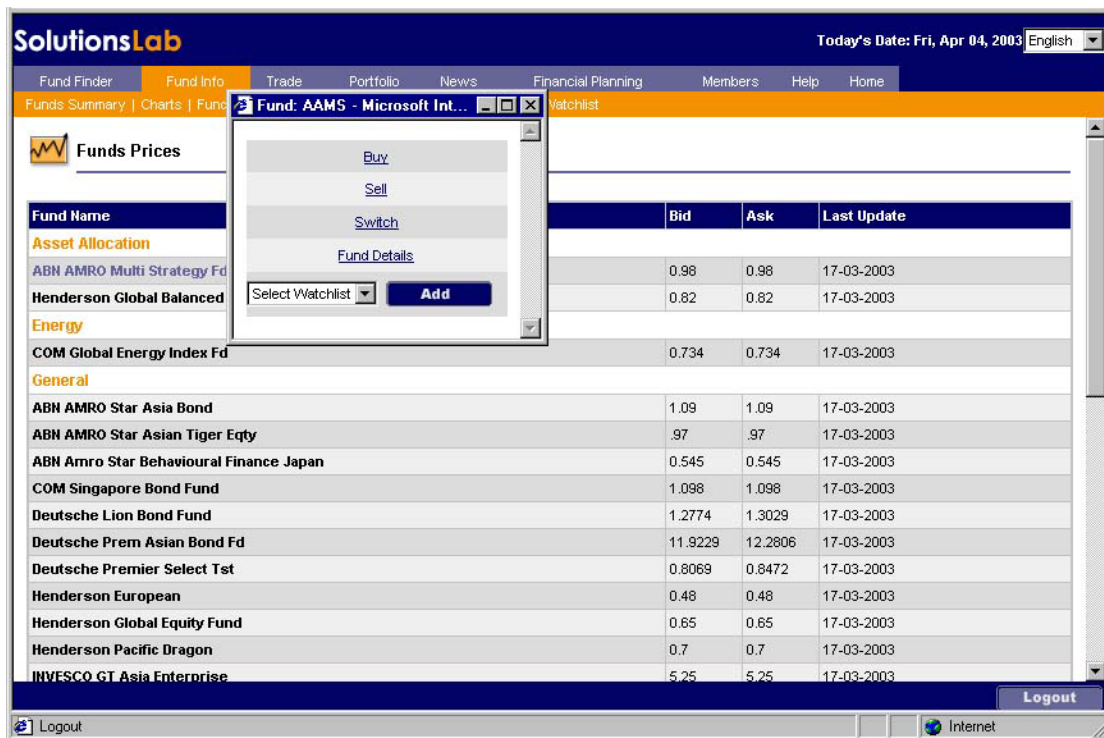 SolutionsLab
Today's Date: Fri, Apr 04, 2003 English
Fund Finder Fund Info Trade Portfolio News Financial Planning Members Help Home
Funds Summary | Charts | Fund Watchlist
Fund: AAMS - Microsoft Int...
Buy
Sell
Switch
Fund Details
Select Watchlist Add
Funds Prices
Fund Name Bid Ask Last Update
Asset Allocation
ABN AMRO Multi Strategy Fd 0.98 0.98 17-03-2003
Henderson Global Balanced 0.82 0.82 17-03-2003
Energy
COM Global Energy Index Fd 0.734 0.734 17-03-2003
General
ABN AMRO Star Asia Bond 1.09 1.09 17-03-2003
ABN AMRO Star Asian Tiger Eqty .97 .97 17-03-2003
ABN Amro Star Behavioural Finance Japan 0.545 0.545 17-03-2003
COM Singapore Bond Fund 1.098 1.098 17-03-2003
Deutsche Lion Bond Fund 1.2774 1.3029 17-03-2003
Deutsche Prem Asian Bond Fd 11.9229 12.2806 17-03-2003
Deutsche Premier Select Tst 0.8069 0.8472 17-03-2003
Henderson European 0.48 0.48 17-03-2003
Henderson Global Equity Fund 0.65 0.65 17-03-2003
Henderson Pacific Dragon 0.7 0.7 17-03-2003
INVESCO GT Asia Enterprise 5.25 5.25 17-03-2003
Logout
Logout Internet